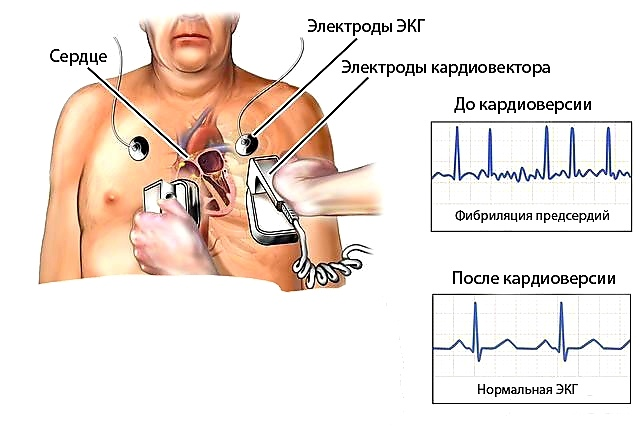 Электроды ЭКГ
Сердце
Электроды кардиовектора
До кардиоверсии
Фибриляция предсердий
После кардиоверсии
Нормальная ЭКГ